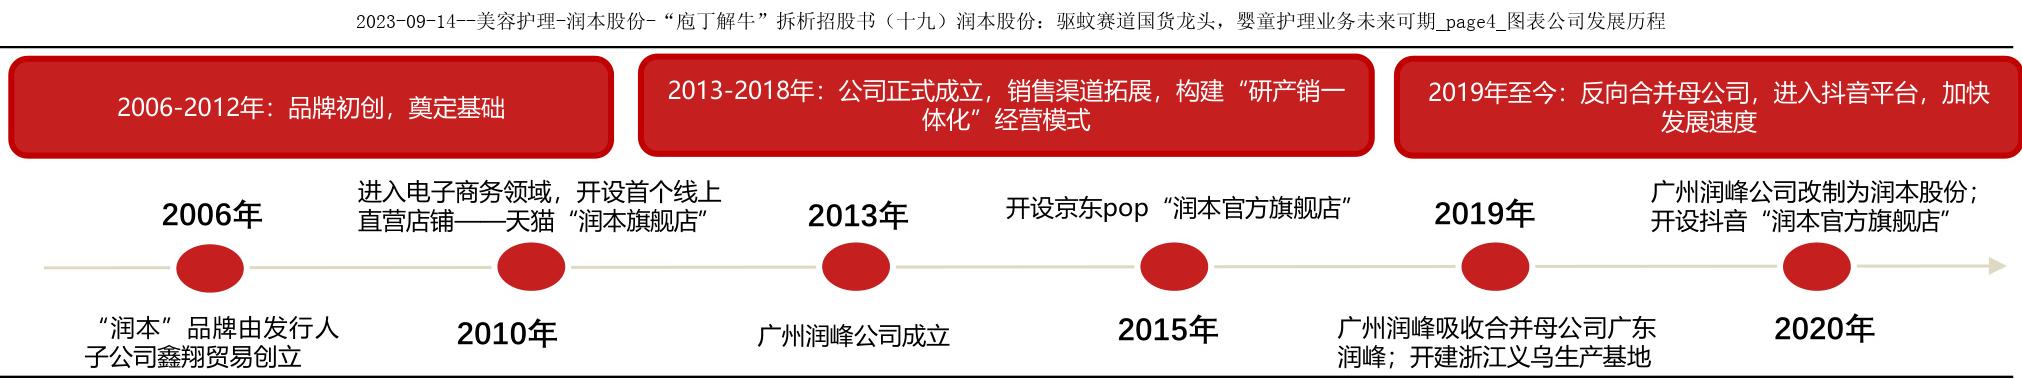 2023-09-14--美容护理-润本股份-“庖丁解牛”拆析招股书（十九）润本股份：驱蚊赛道国货龙头，婴童护理业务未来可期_page4_图表公司发展历程
2006-2012年：品牌初创，奠定基础
2013-2018年：公司正式成立，销售渠道拓展，构建“研产销一
体化”经营模式
2019年至今：反向合并母公司，进入抖音平台，加快
发展速度
2006年
“润本”品牌由发行人
子公司鑫翔贸易创立
进入电子商务领域，开设首个线上
直营店铺——天猫“润本旗舰店”
2010年
2013年
广州润峰公司成立
开设京东pop“润本官方旗舰店”
2015年
2019年
广州润峰吸收合并母公司广东
润峰；开建浙江义乌生产基地
广州润峰公司改制为润本股份；
开设抖音“润本官方旗舰店”
2020年